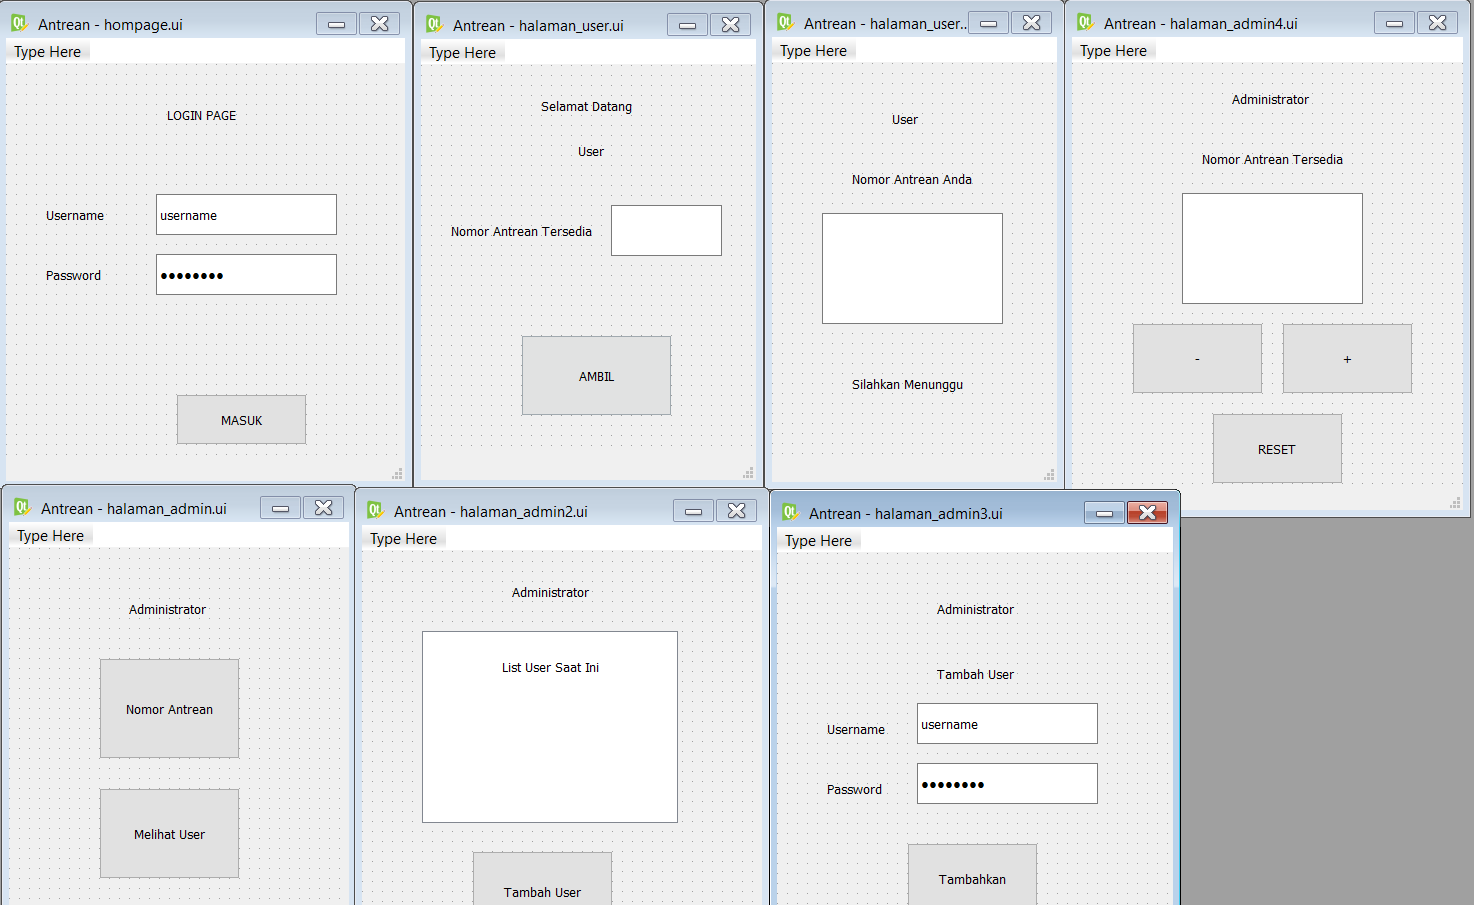 Antrean - hompage.ui
Type Here
LOGIN PAGE
Username
username
Password
●●●●●●●●
MASUK
Antrean - halaman_user.ui
Type Here
Selamat Datang
User
Nomor Antrean Tersedia
AMBIL
Antrean - halaman_user..
Type Here
User
Nomor Antrean Anda
Silahkan Menunggu
Antrean - halaman_admin4.ui
Type Here
Administrator
Nomor Antrean Tersedia
-
+
RESET
Antrean - halaman_admin.ui
Type Here
Administrator
Nomor Antrean
Melihat User
Antrean - halaman_admin2.ui
Type Here
Administrator
List User Saat Ini
Tambah User
Antrean - halaman_admin3.ui
Type Here
Administrator
Tambah User
Username
username
Password
●●●●●●●●
Tambahkan